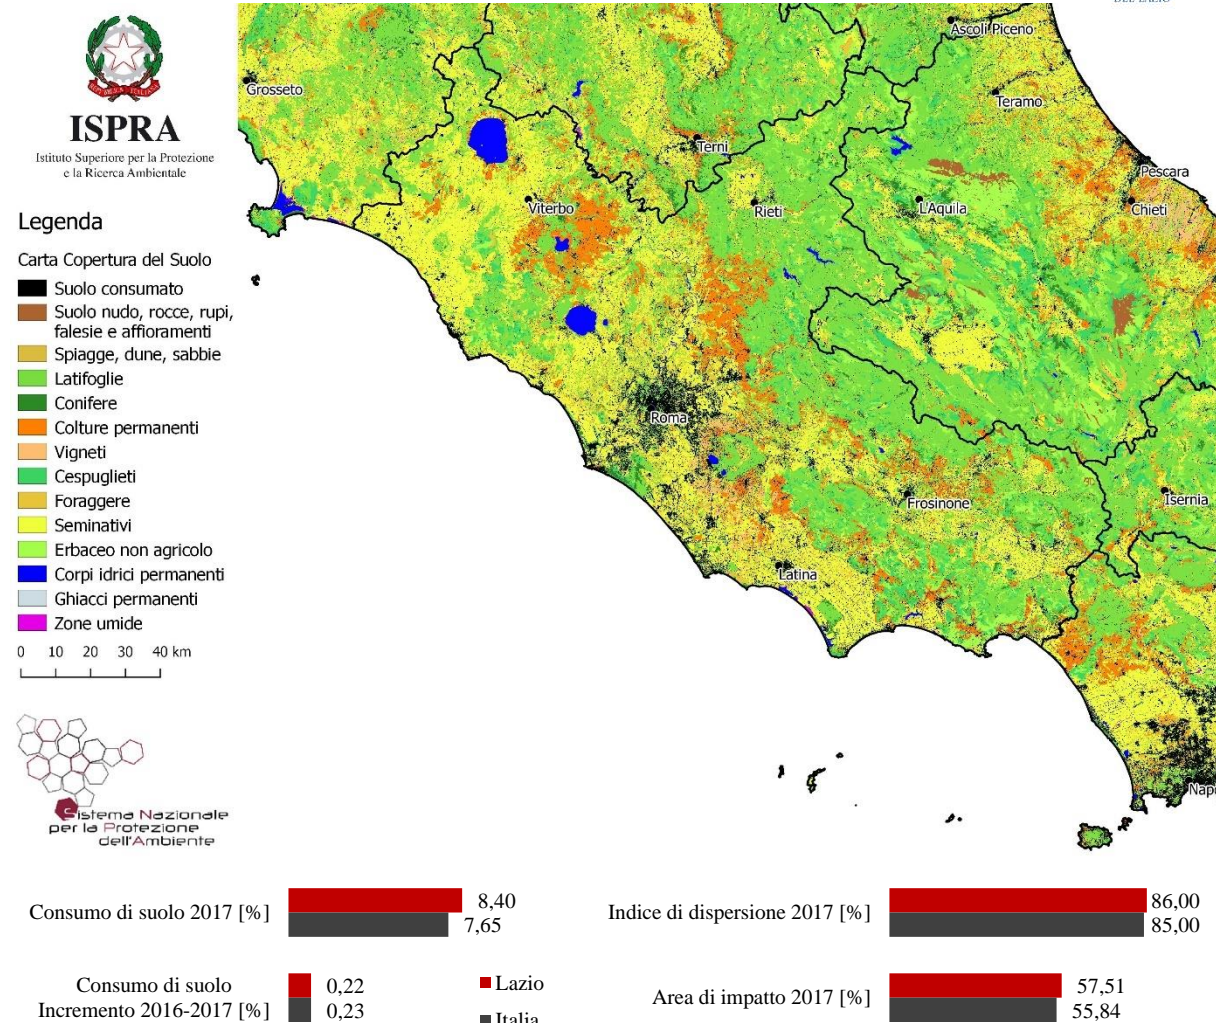 DEL LAZIO
REPVBBLICA ITALIANA
ISPRA
Istituto Superiore per la Protezione
e la Ricerca Ambientale
Legenda
Carta Copertura del Suolo
Suolo consumato
Suolo nudo, rocce, rupi,
falesie e affioramenti
Spiagge, dune, sabbie
Latifoglie
Conifere
Colture permanenti
Vigneti
Cespuglieti
Foraggere
Seminativi
Erbaceo non agricolo
Corpi idrici permanenti
Ghiacci permanenti
Zone umide
0 10 20 30 40 km
Sistema Nazionale
per la Protezione
dell'Ambiente
Ascoli Piceno
Grosseto
Teramo
Terni
Pescara
Viterbo
Rieti
L'Aquila
Chieti
Roma
Isernia
Frosinone
Latina
Nap
Consumo di suolo 2017 [%]
8,40
7,65
Indice di dispersione 2017 [%]
86,00
85,00
Consumo di suolo
Incremento 2016-2017 [%]
0,22
0,23
Lazio
Italia
Area di impatto 2017 [%]
57,51
55,84